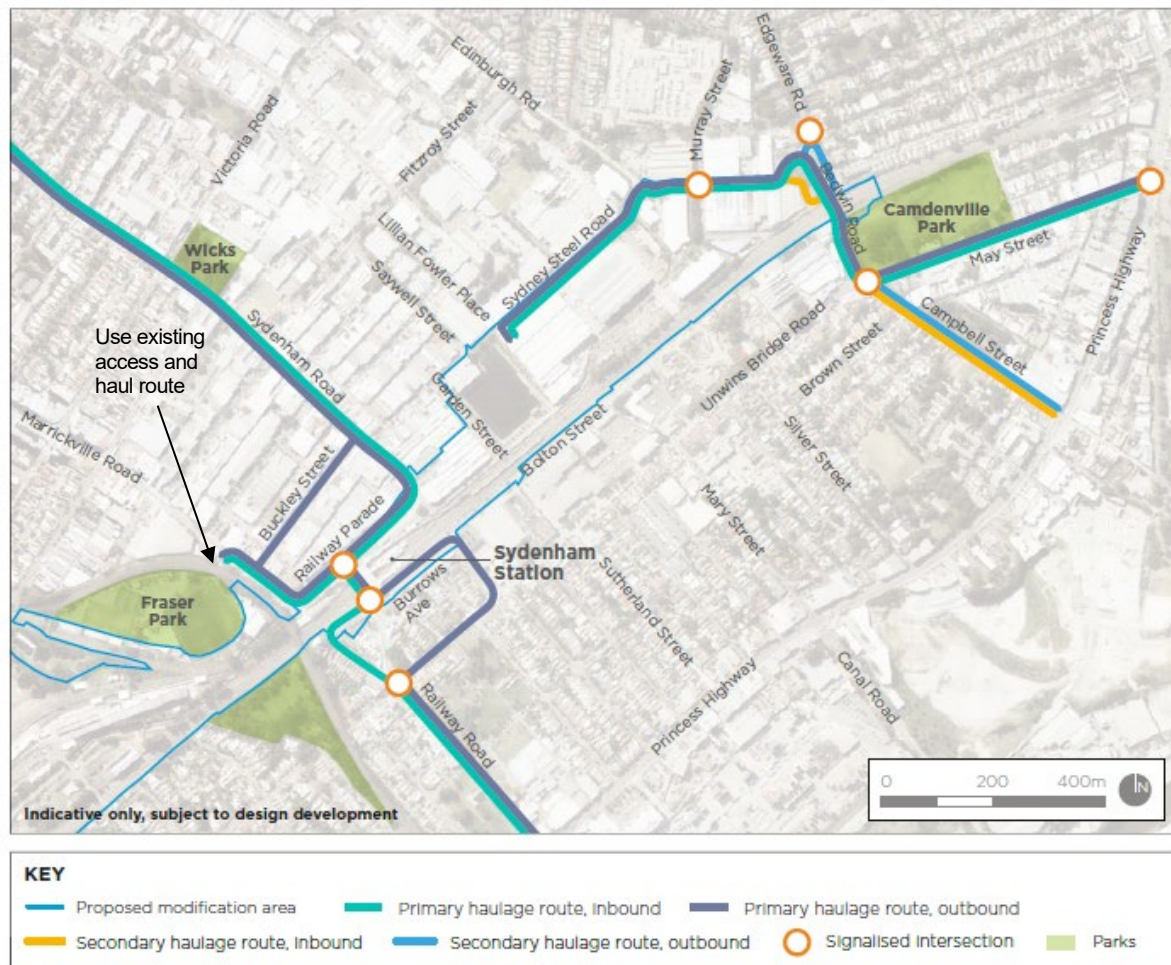 Edinburgh Rd
Edgeware Rd
Murray Street
Victoria Road
Fitzroy Street
Bedwin Road
Camdenville
Park
Lillian Fowler Place
Wicks
Park
Sydney Steel Road
May Street
Saywell Street
Princess Highway
Campbell Street
Use existing
access and
haul route
Sydenham Road
Unwins Bridge Road
Brown Street
Garden Street
Marrickville Road
Bolton Street
Silver Street
Buckley Street
Mary Street
Railway Parade
Sydenham
Station
Burrows
Ave
Fraser
Park
Sutherland Street
Canal Road
Princess Highway
Railway Road
0 200 400m
N
Indicative only, subject to design development
KEY
Proposed modification area
Primary haulage route, inbound
Primary haulage route, outbound
Secondary haulage route, inbound
Secondary haulage route, outbound
Signalised intersection
Parks